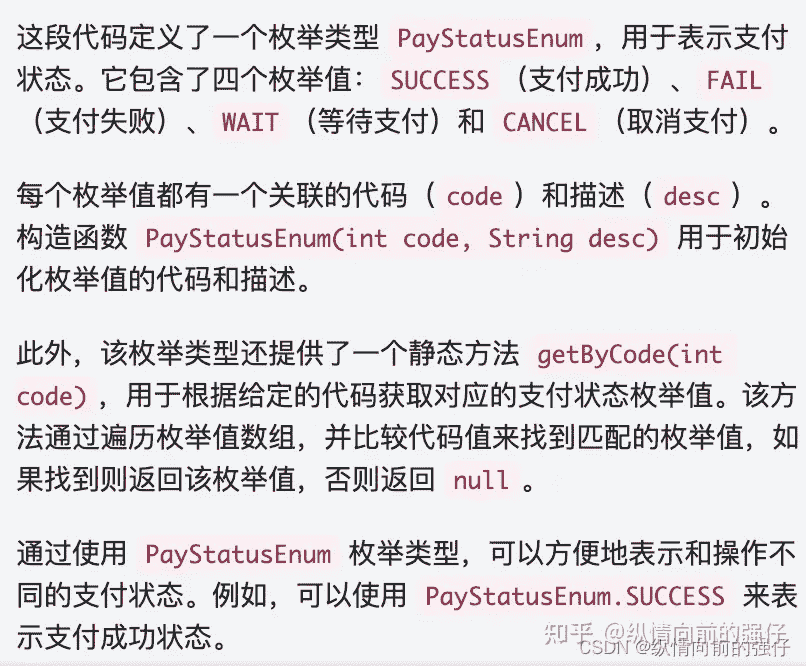 这段代码定义了一个枚举类型 PayStatusEnum ，用于表示支付
状态。它包含了四个枚举值： SUCCESS （支付成功）、 FAIL
（支付失败）、 WAIT （等待支付）和 CANCEL （取消支付）。
每个枚举值都有一个关联的代码（ code ）和描述（ desc ）。
构造函数 PayStatusEnum(int code, String desc) 用于初始
化枚举值的代码和描述。
此外，该枚举类型还提供了一个静态方法 getByCode(int
code) ，用于根据给定的代码获取对应的支付状态枚举值。该方
法通过遍历枚举值数组，并比较代码值来找到匹配的枚举值，如
果找到则返回该枚举值，否则返回 null 。
通过使用 PayStatusEnum 枚举类型，可以方便地表示和操作不
同的支付状态。例如，可以使用 PayStatusEnum.SUCCESS 来表
示支付成功状态。
知乎 @纵情向前的强仔
CSDN @纵情向前的强仔